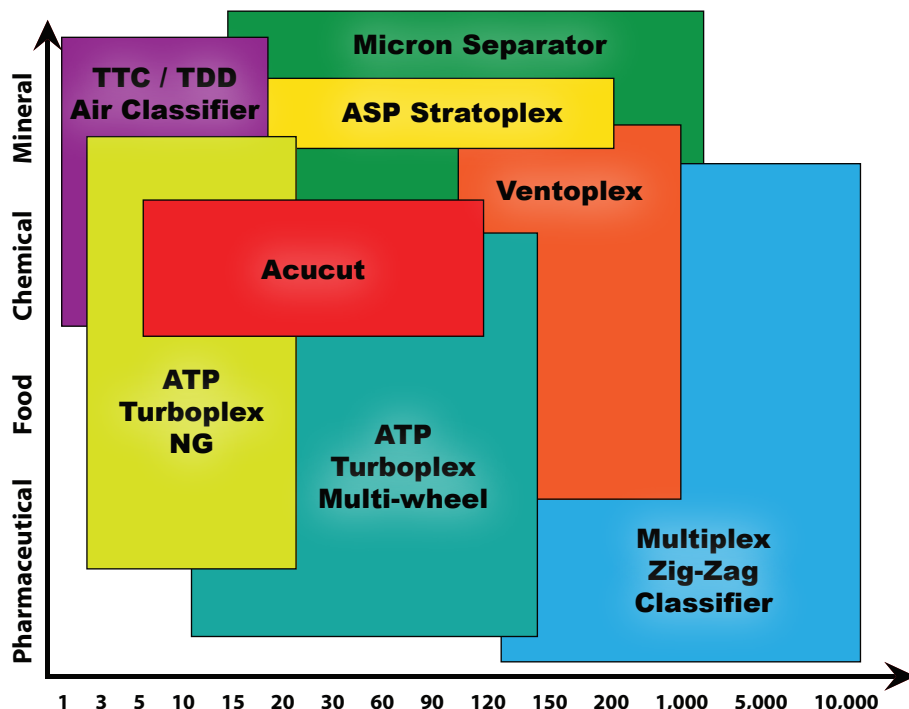 Micron Separator
TTC / TDD
Air Classifier
ASP Stratoplex
Ventoplex
Acucut
ATP
Turboplex
NG
ATP
Turboplex
Multi-wheel
Multiplex
Zig-Zag
Classifier
Mineral
Chemical
Food
Pharmaceutical
1 3 5 10 15 20 30 60 90 120 150 200 1,000 5,000 10,000